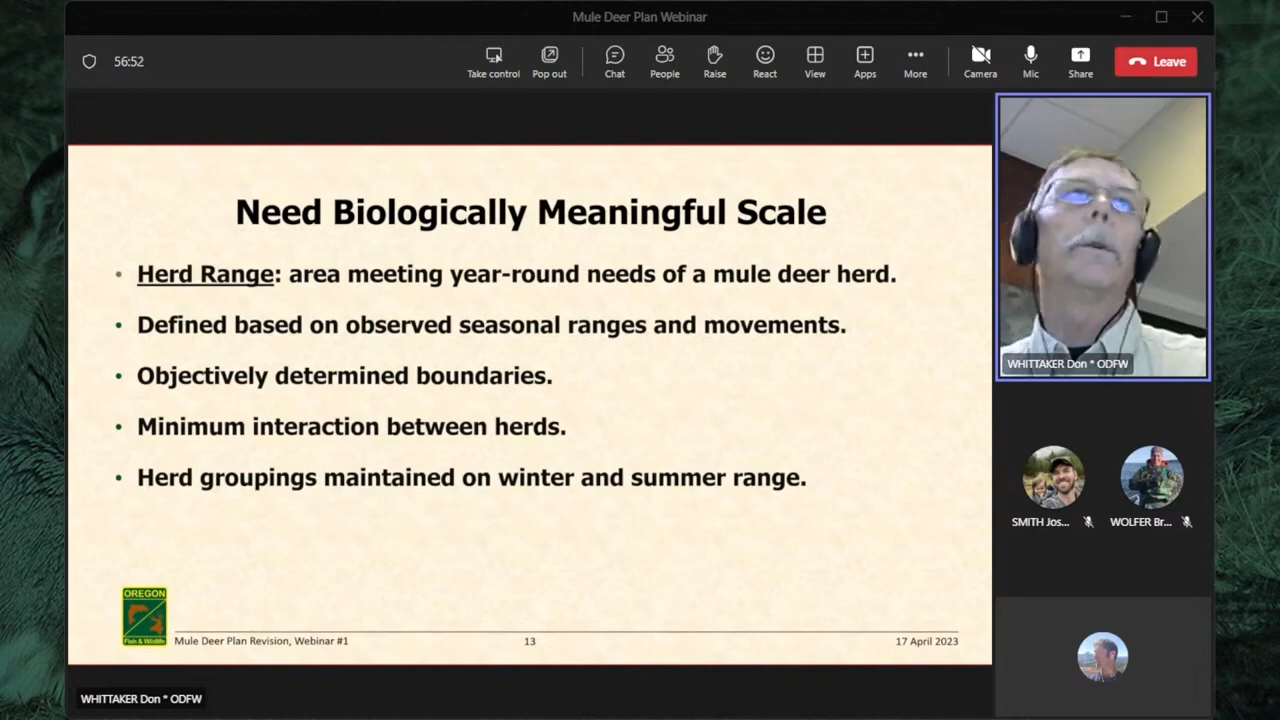 Mule Deer Plan Webinar
56:52
Take control
Pop out
Chat
People
Raise
React
View
Apps
More
Camera
Mic
Share
Leave
Need Biologically Meaningful Scale
• Herd Range: area meeting year-round needs of a mule deer herd.
• Defined based on observed seasonal ranges and movements.
• Objectively determined boundaries.
• Minimum interaction between herds.
• Herd groupings maintained on winter and summer range.
OREGON
Fish & Wildlife
Mule Deer Plan Revision, Webinar #1
13
17 April 2023
WHITTAKER Don * ODFW
WHITTAKER Don * ODFW
SMITH Jos...
WOLFER Br...